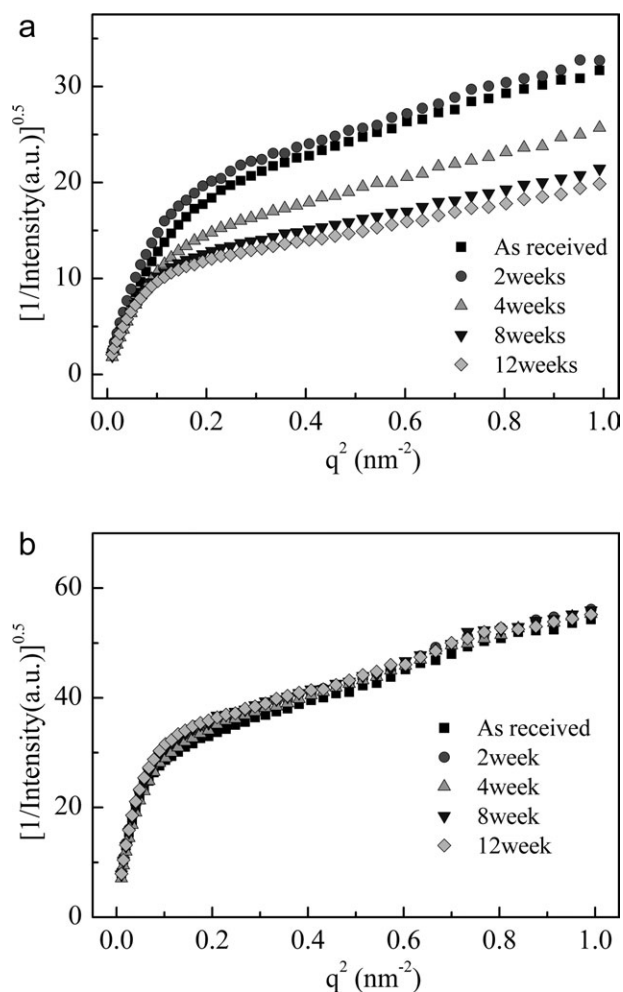 a
[1/Intensity(a.u.)]^0.5
30
20
10
0
As received
2weeks
4weeks
8weeks
12weeks
0.0 0.2 0.4 0.6 0.8 1.0
q² (nm⁻²)
b
[1/Intensity(a.u.)]^0.5
60
40
20
0
As received
2week
4week
8week
12week
0.0 0.2 0.4 0.6 0.8 1.0
q² (nm⁻²)